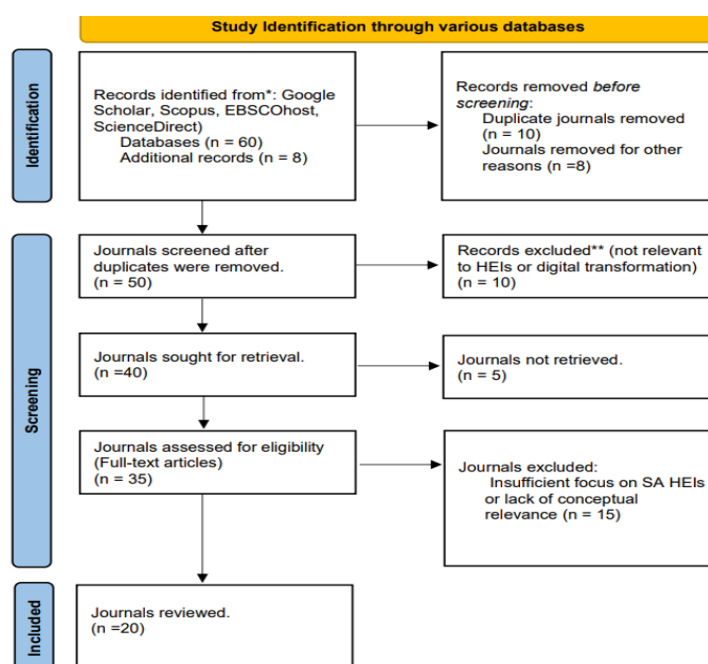 Study Identification through various databases
Identification
Records identified from*: Google
Scholar, Scopus, EBSCOhost,
ScienceDirect)
Databases (n = 60)
Additional records (n = 8)
Records removed before
screening:
Duplicate journals removed
(n = 10)
Journals removed for other
reasons (n =8)
Screening
Journals screened after
duplicates were removed.
(n = 50)
Records excluded** (not relevant
to HEIs or digital transformation)
(n = 10)
Journals sought for retrieval.
(n =40)
Journals not retrieved.
(n = 5)
Journals assessed for eligibility
(Full-text articles)
(n = 35)
Journals excluded:
Insufficient focus on SA HEIs
or lack of conceptual
relevance (n = 15)
Included
Journals reviewed.
(n =20)